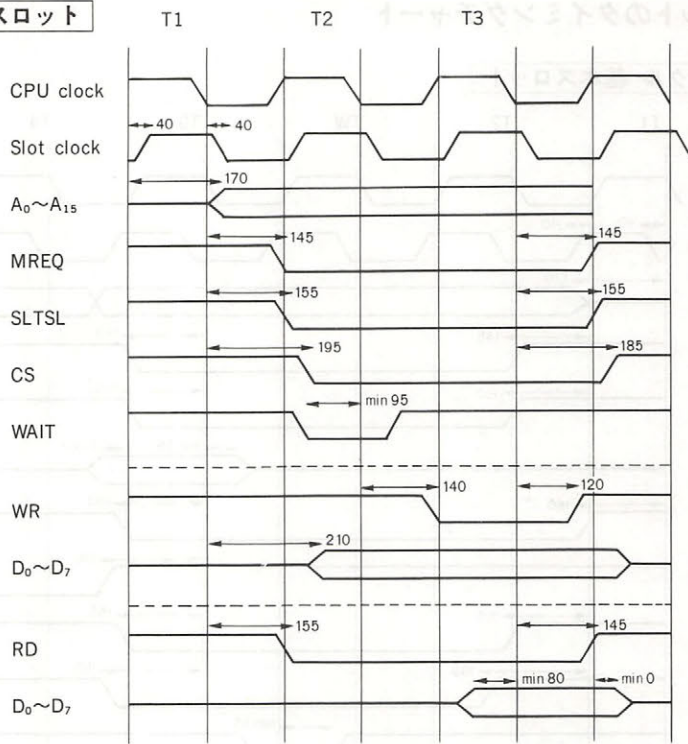 スロット
T1 T2 T3
CPU clock
40 40
Slot clock
170
A₀〜A₁₅
145 145
MREQ
155 155
SLTSL
195 185
CS
min 95
WAIT
140 120
WR
210
D₀〜D₇
155 145
RD
min 80 min 0
D₀〜D₇